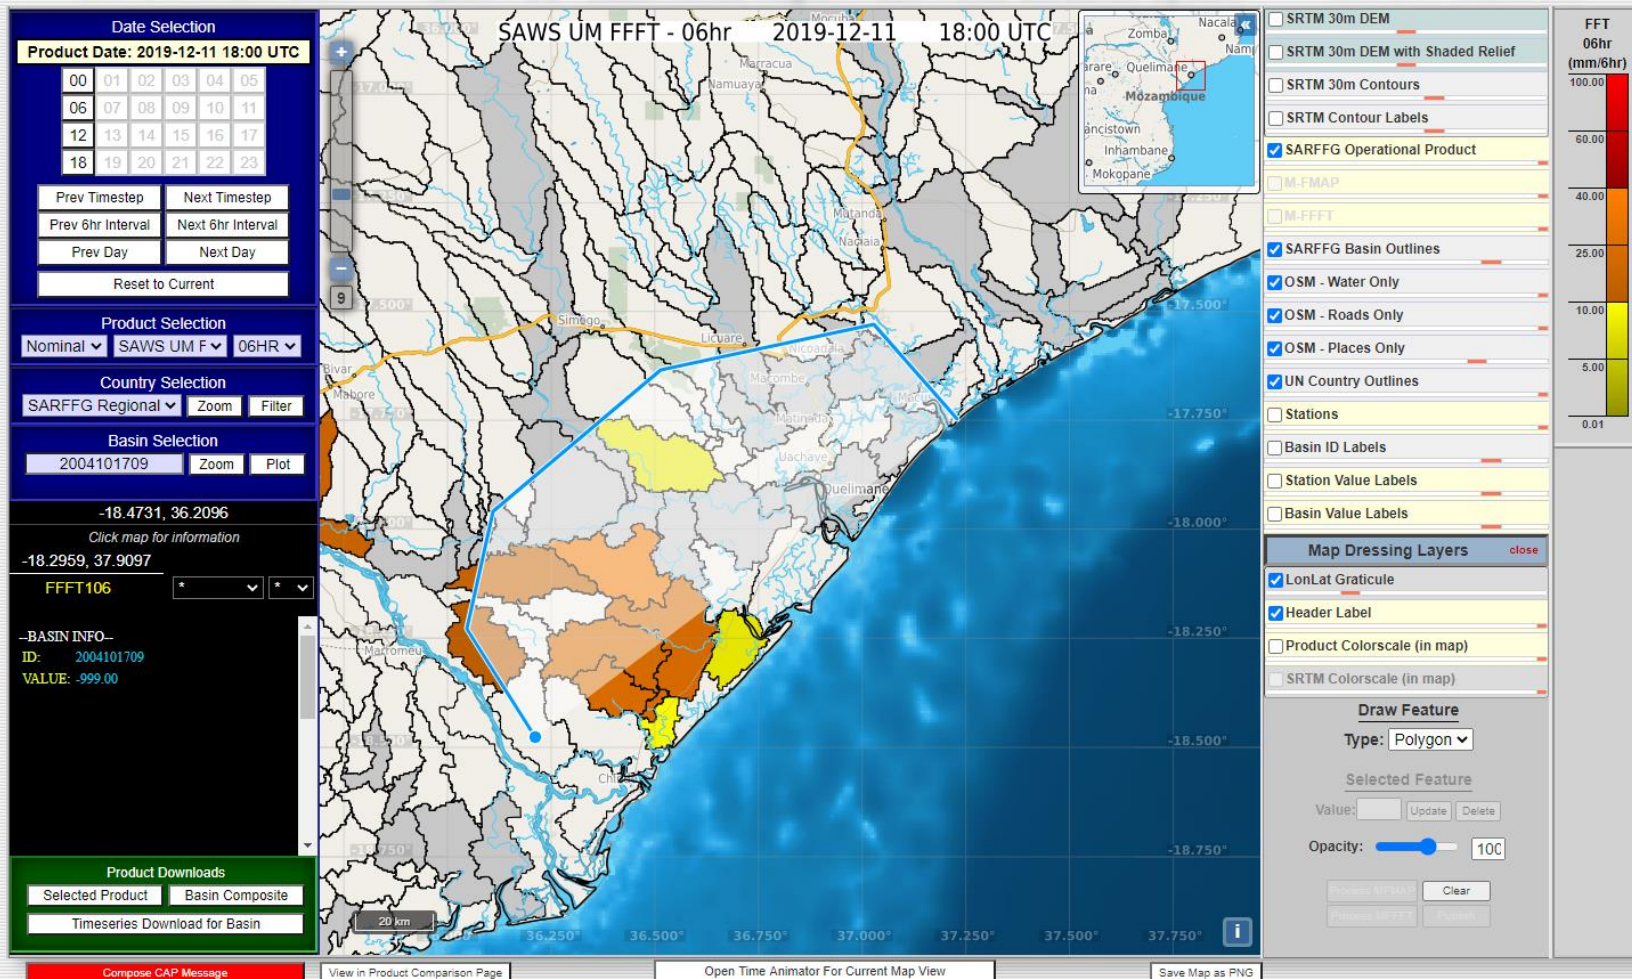 Date Selection
Product Date: 2019-12-11 18:00 UTC
00 01 02 03 04 05
06 07 08 09 10 11
12 13 14 15 16 17
18 19 20 21 22 23
Prev Timestep Next Timestep
Prev 6hr Interval Next 6hr Interval
Prev Day Next Day
Reset to Current
Product Selection
Nominal SAWS UM F 06HR
Country Selection
SARFFG Regional Zoom Filter
Basin Selection
2004101709 Zoom Plot
-18.4731, 36.2096
Click map for information
-18.2959, 37.9097
FFFT106 * *
--BASIN INFO--
ID: 2004101709
VALUE: -999.00
Product Downloads
Selected Product Basin Composite
Timeseries Download for Basin
Compose CAP Message
SAWS UM FFFT - 06hr 2019-12-11 18:00 UTC
+
−
9
Mocuba
Marracua
Namuaya
Mulanda
Simogo
Licuare
Nicoadala
Macombe
Uachave
Quelimane
Mabore
Marromeu
-17.500°
-17.750°
-18.000°
-18.250°
-18.500°
-18.750°
36.250° 36.500° 36.750° 37.000° 37.250° 37.500° 37.750°
20 km
i
«
Nacala
Zomba
Quelimane
Mozambique
Inhambane
Mokopane
View in Product Comparison Page
Open Time Animator For Current Map View
Save Map as PNG
SRTM 30m DEM
SRTM 30m DEM with Shaded Relief
SRTM 30m Contours
SRTM Contour Labels
SARFFG Operational Product
M-FMAP
M-FFFT
SARFFG Basin Outlines
OSM - Water Only
OSM - Roads Only
OSM - Places Only
UN Country Outlines
Stations
Basin ID Labels
Station Value Labels
Basin Value Labels
Map Dressing Layers close
LonLat Graticule
Header Label
Product Colorscale (in map)
SRTM Colorscale (in map)
Draw Feature
Type: Polygon
Selected Feature
Value: Update Delete
Opacity: 100
Process MFMAP Clear
Process MFFFT Publish
FFT
06hr
(mm/6hr)
100.00
60.00
40.00
25.00
10.00
5.00
0.01